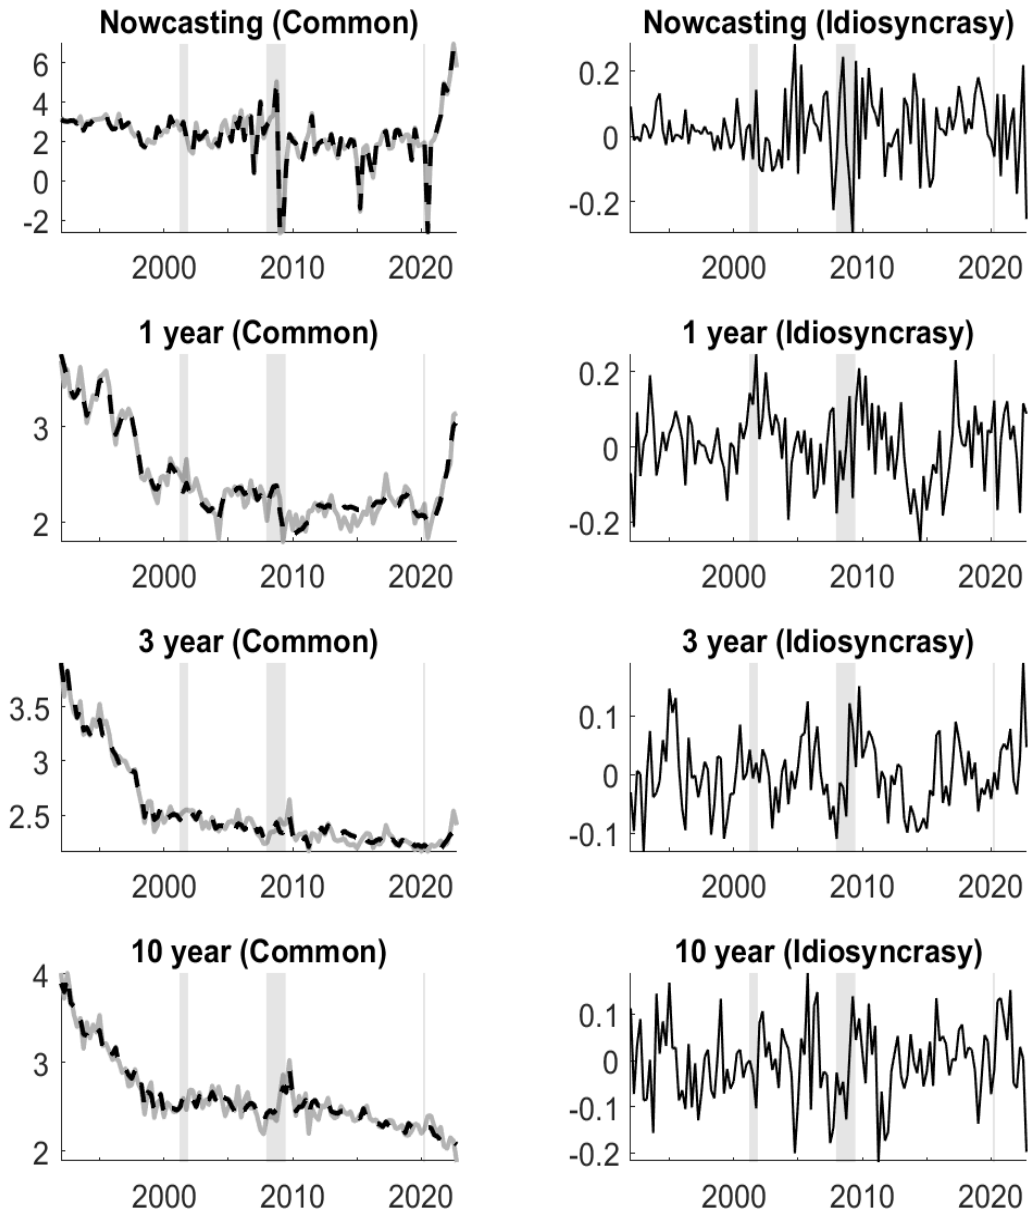 Nowcasting (Common)
6
4
2
0
-2
2000 2010 2020
Nowcasting (Idiosyncrasy)
0.2
0
-0.2
2000 2010 2020
1 year (Common)
3
2
2000 2010 2020
1 year (Idiosyncrasy)
0.2
0
-0.2
2000 2010 2020
3 year (Common)
3.5
3
2.5
2000 2010 2020
3 year (Idiosyncrasy)
0.1
0
-0.1
2000 2010 2020
10 year (Common)
4
3
2
2000 2010 2020
10 year (Idiosyncrasy)
0.1
0
-0.1
-0.2
2000 2010 2020